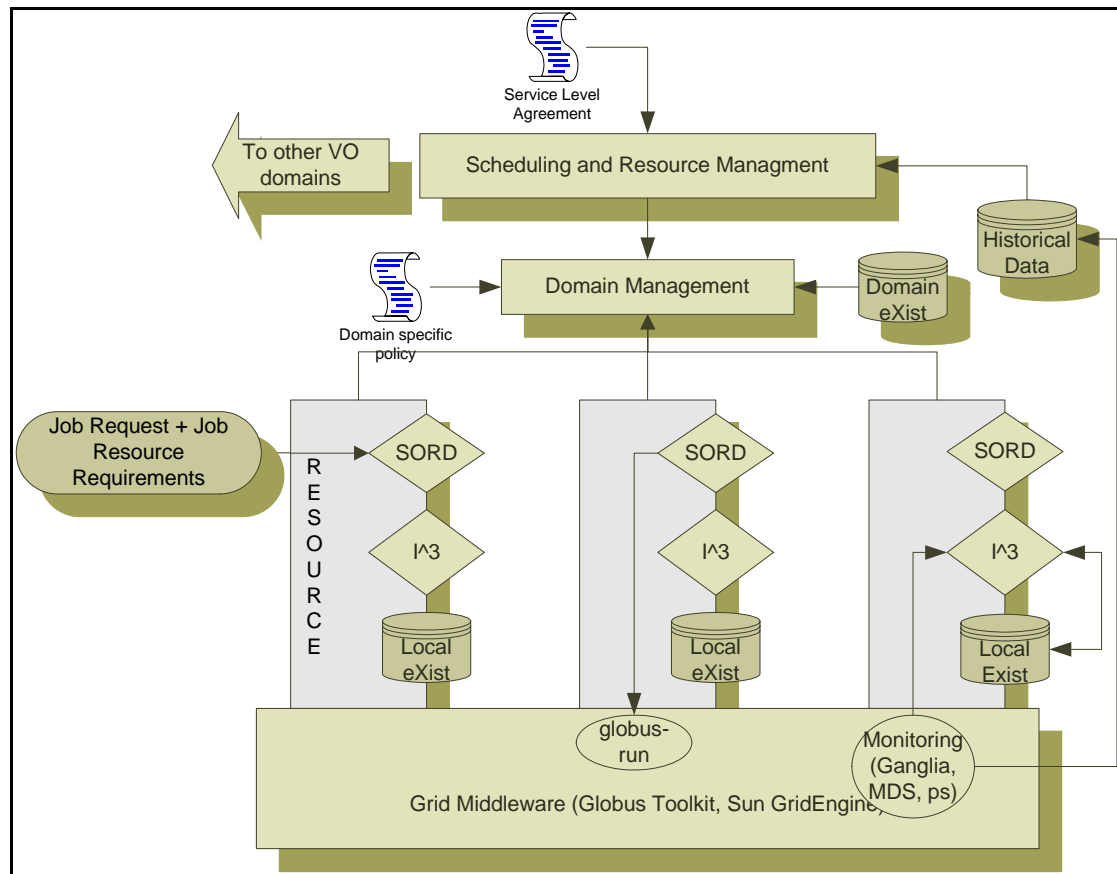 Service Level
Agreement
To other VO
domains
Scheduling and Resource Managment
Historical
Data
Domain Management
Domain
eXist
Domain specific
policy
Job Request + Job
Resource
Requirements
R
E
S
O
U
R
C
E
SORD
SORD
SORD
I^3
I^3
I^3
Local
eXist
Local
eXist
Local
Exist
globus-
run
Monitoring
(Ganglia,
MDS, ps)
Grid Middleware (Globus Toolkit, Sun GridEngine)